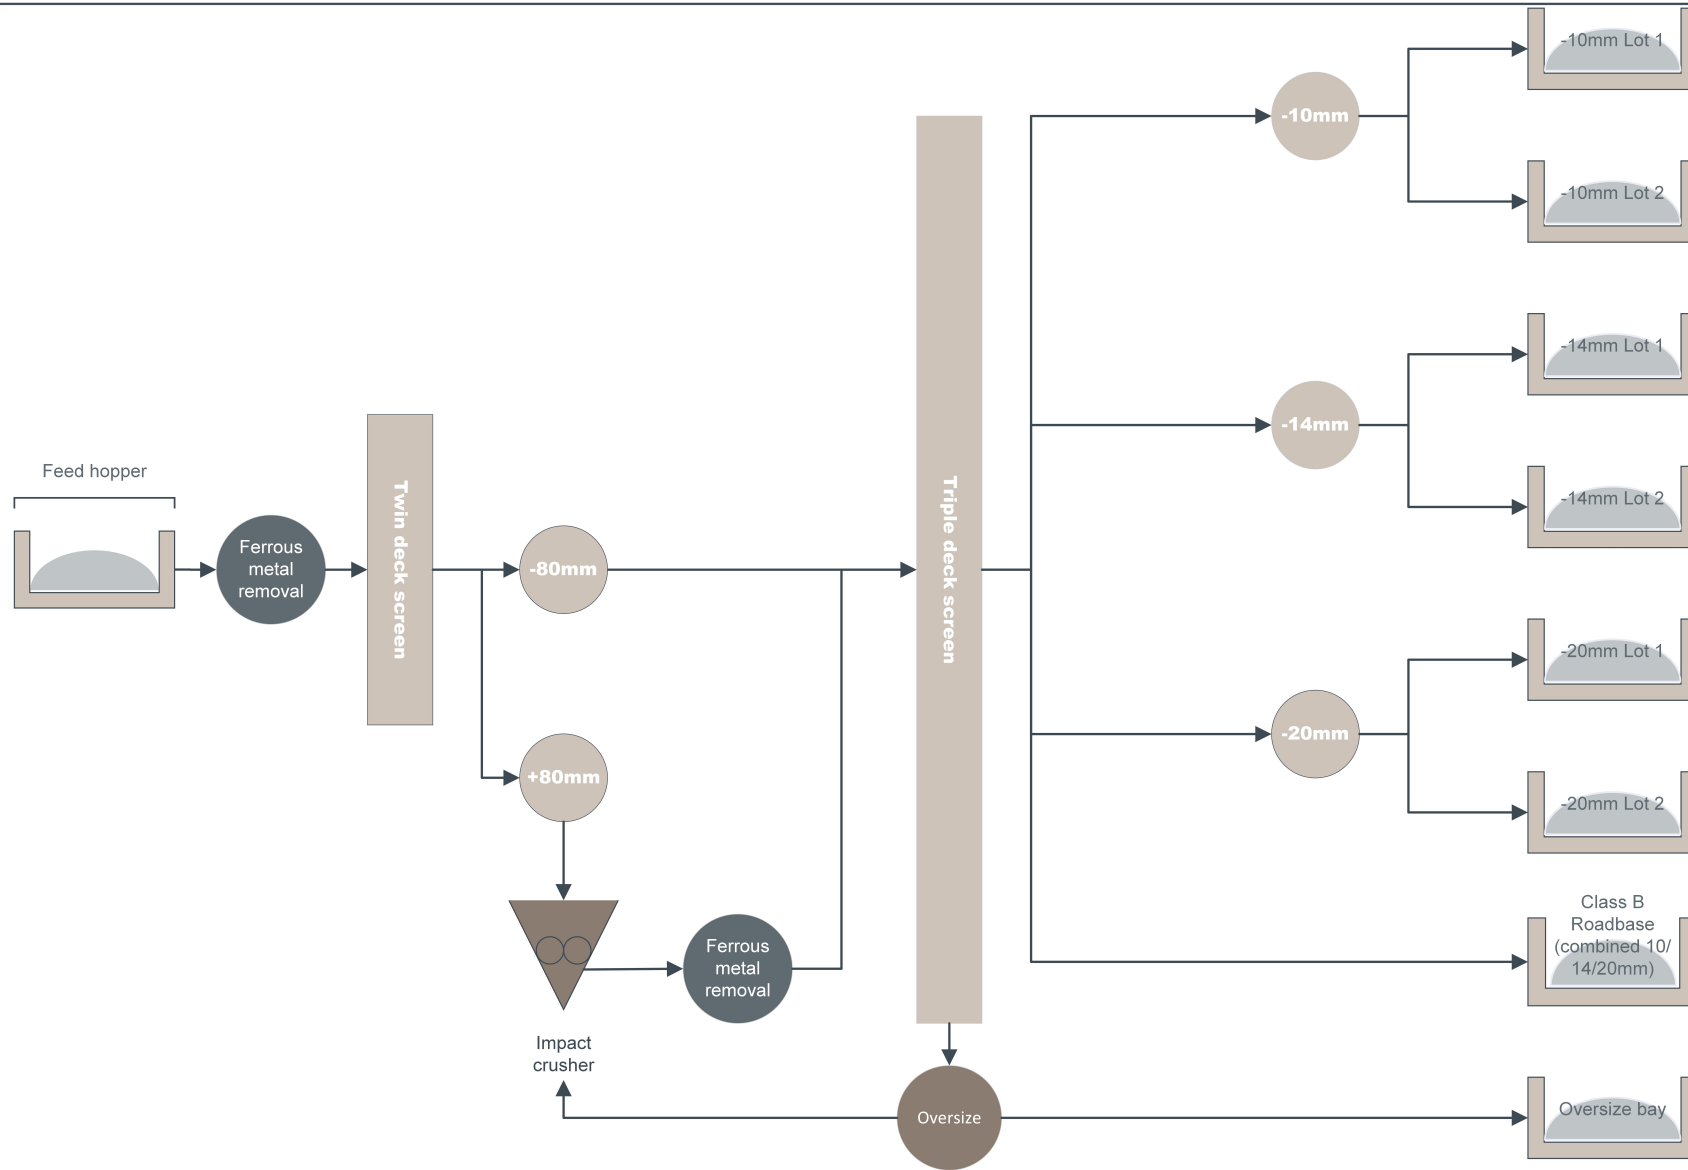 -10mm Lot 1
-10mm
-10mm Lot 2
-14mm Lot 1
-14mm
-14mm Lot 2
Feed hopper
Ferrous
metal
removal
Twin deck screen
-80mm
+80mm
Impact
crusher
Ferrous
metal
removal
Triple deck screen
-20mm Lot 1
-20mm
-20mm Lot 2
Class B
Roadbase
(combined 10/
14/20mm)
Oversize
Oversize bay